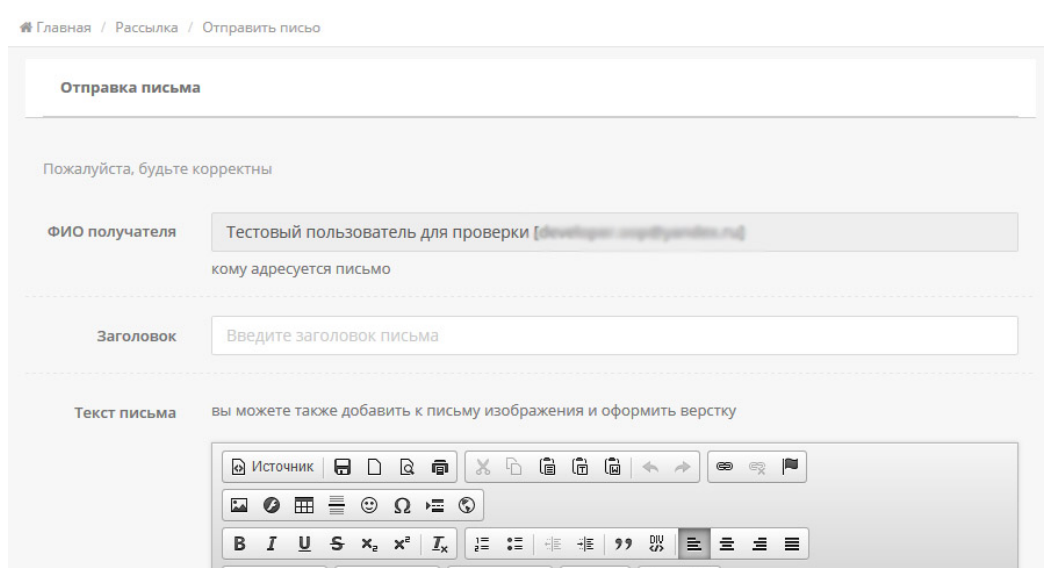 Главная / Рассылка / Отправить писью
Отправка письма
Пожалуйста, будьте корректны
ФИО получателя
Тестовый пользователь для проверки [
кому адресуется письмо
Заголовок
Введите заголовок письма
Текст письма
вы можете также добавить к письму изображения и оформить верстку
Источник